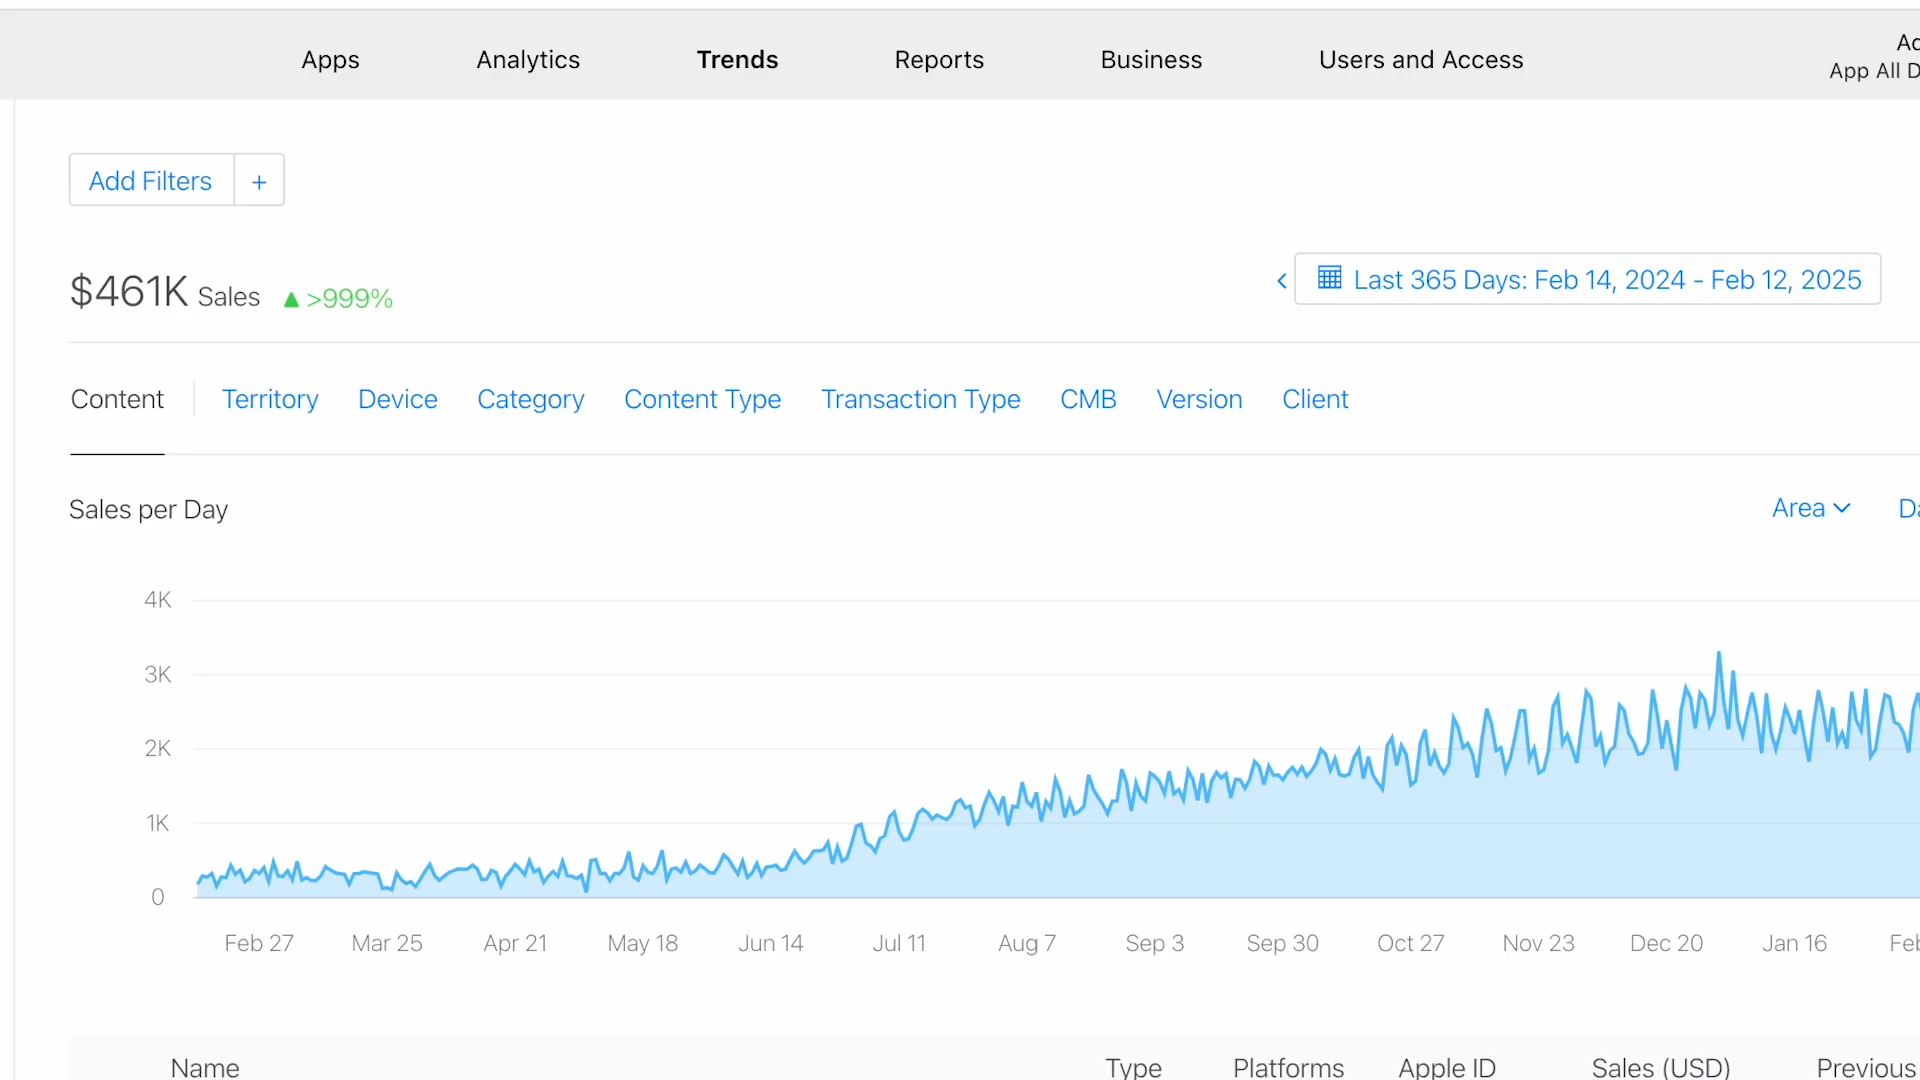 Apps Analytics Trends Reports Business Users and Access
App All
Add Filters +
$461K Sales ▲ >999%
Last 365 Days: Feb 14, 2024 - Feb 12, 2025
Content Territory Device Category Content Type Transaction Type CMB Version Client
Sales per Day
Area
4K
3K
2K
1K
0
Feb 27 Mar 25 Apr 21 May 18 Jun 14 Jul 11 Aug 7 Sep 3 Sep 30 Oct 27 Nov 23 Dec 20 Jan 16 Feb
Name Type Platforms Apple ID Sales (USD) Previous